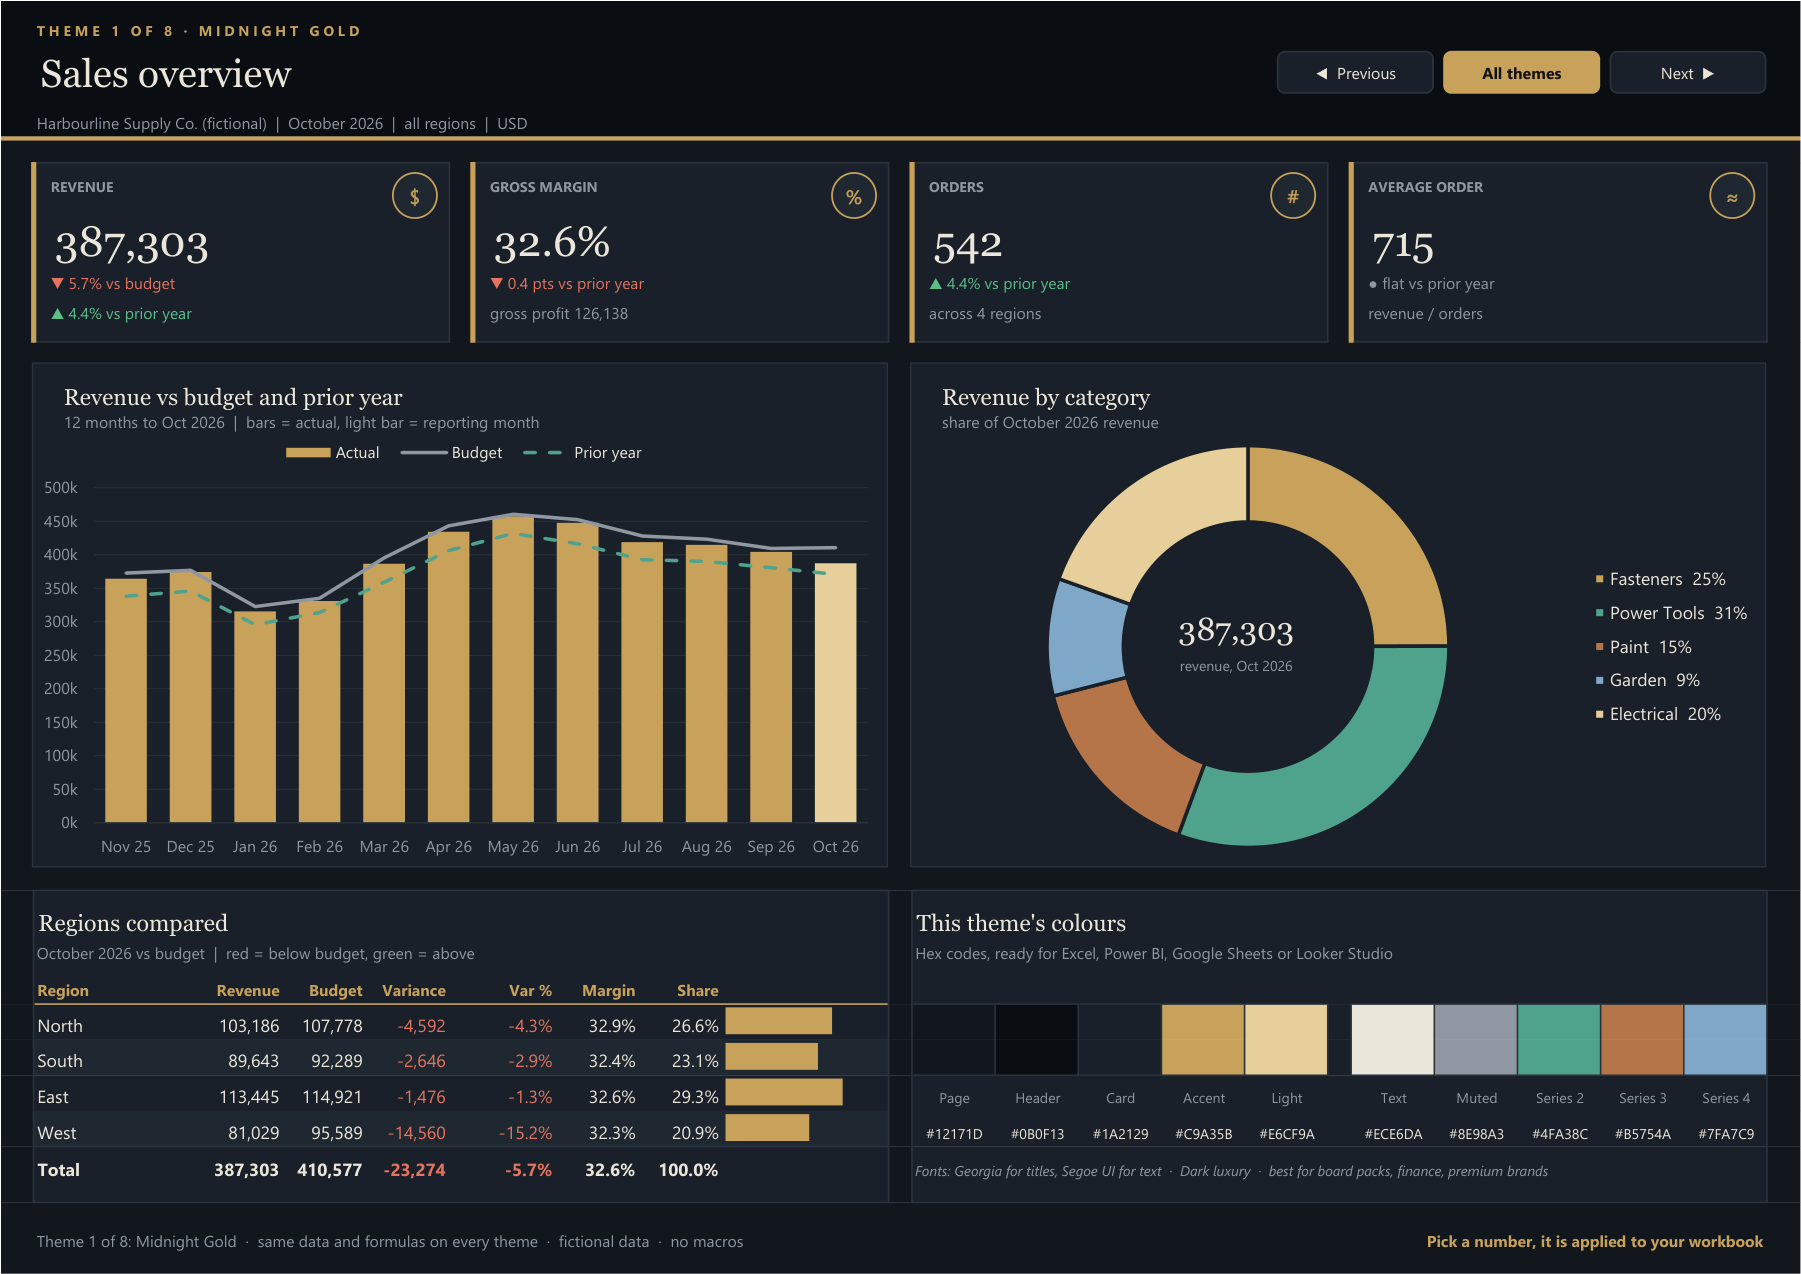 THEME 1 OF 8 · MIDNIGHT GOLD
Sales overview
◀ Previous
All themes
Next ▶
Harbourline Supply Co. (fictional) | October 2026 | all regions | USD
REVENUE
$
387,303
▼ 5.7% vs budget
▲ 4.4% vs prior year
GROSS MARGIN
%
32.6%
▼ 0.4 pts vs prior year
gross profit 126,138
ORDERS
#
542
▲ 4.4% vs prior year
across 4 regions
AVERAGE ORDER
≈
715
● flat vs prior year
revenue / orders
Revenue vs budget and prior year
12 months to Oct 2026 | bars = actual, light bar = reporting month
Actual Budget Prior year
500k
450k
400k
350k
300k
250k
200k
150k
100k
50k
0k
Nov 25 Dec 25 Jan 26 Feb 26 Mar 26 Apr 26 May 26 Jun 26 Jul 26 Aug 26 Sep 26 Oct 26
Revenue by category
share of October 2026 revenue
387,303
revenue, Oct 2026
Fasteners 25%
Power Tools 31%
Paint 15%
Garden 9%
Electrical 20%
Regions compared
October 2026 vs budget | red = below budget, green = above
Region Revenue Budget Variance Var % Margin Share
North 103,186 107,778 -4,592 -4.3% 32.9% 26.6%
South 89,643 92,289 -2,646 -2.9% 32.4% 23.1%
East 113,445 114,921 -1,476 -1.3% 32.6% 29.3%
West 81,029 95,589 -14,560 -15.2% 32.3% 20.9%
Total 387,303 410,577 -23,274 -5.7% 32.6% 100.0%
This theme's colours
Hex codes, ready for Excel, Power BI, Google Sheets or Looker Studio
Page Header Card Accent Light Text Muted Series 2 Series 3 Series 4
#12171D #0B0F13 #1A2129 #C9A35B #E6CF9A #ECE6DA #8E98A3 #4FA38C #B5754A #7FA7C9
Fonts: Georgia for titles, Segoe UI for text · Dark luxury · best for board packs, finance, premium brands
Theme 1 of 8: Midnight Gold · same data and formulas on every theme · fictional data · no macros
Pick a number, it is applied to your workbook